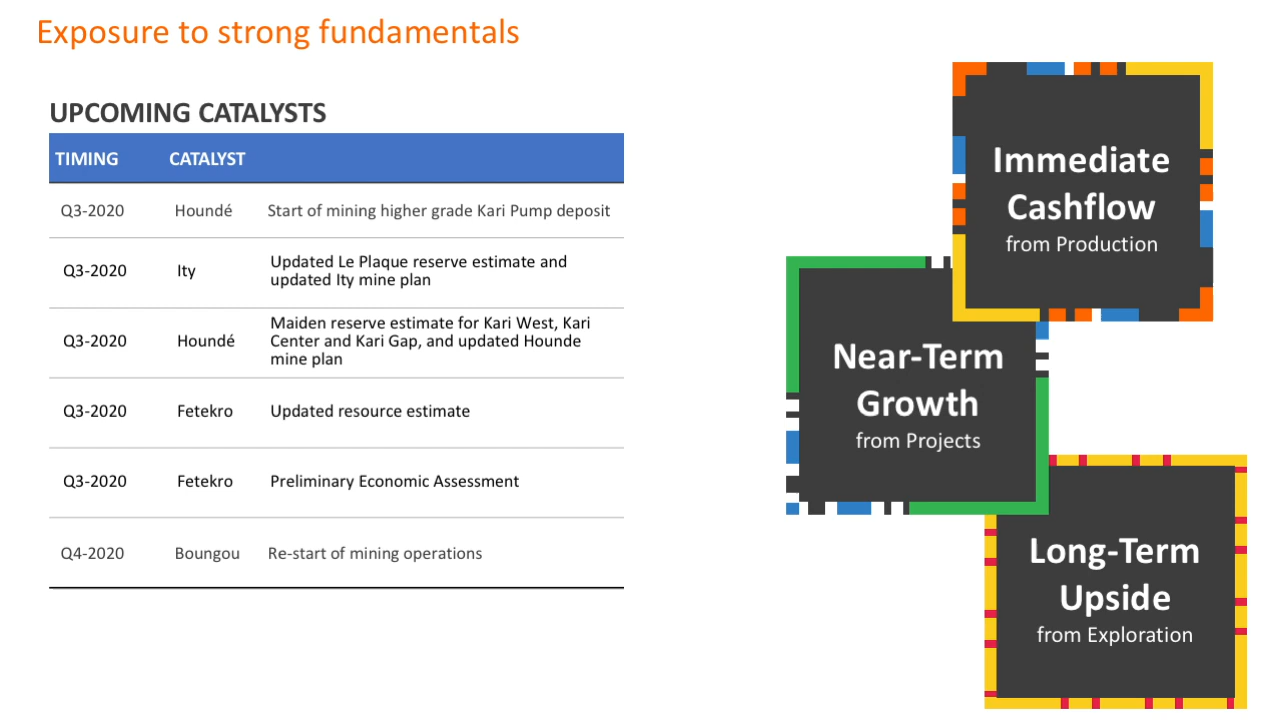 Exposure to strong fundamentals
UPCOMING CATALYSTS
TIMING CATALYST
Q3-2020 Houndé Start of mining higher grade Kari Pump deposit
Q3-2020 Ity Updated Le Plaque reserve estimate and
updated Ity mine plan
Q3-2020 Houndé Maiden reserve estimate for Kari West, Kari
Center and Kari Gap, and updated Hounde
mine plan
Q3-2020 Fetekro Updated resource estimate
Q3-2020 Fetekro Preliminary Economic Assessment
Q4-2020 Boungou Re-start of mining operations
Immediate
Cashflow
from Production
Near-Term
Growth
from Projects
Long-Term
Upside
from Exploration